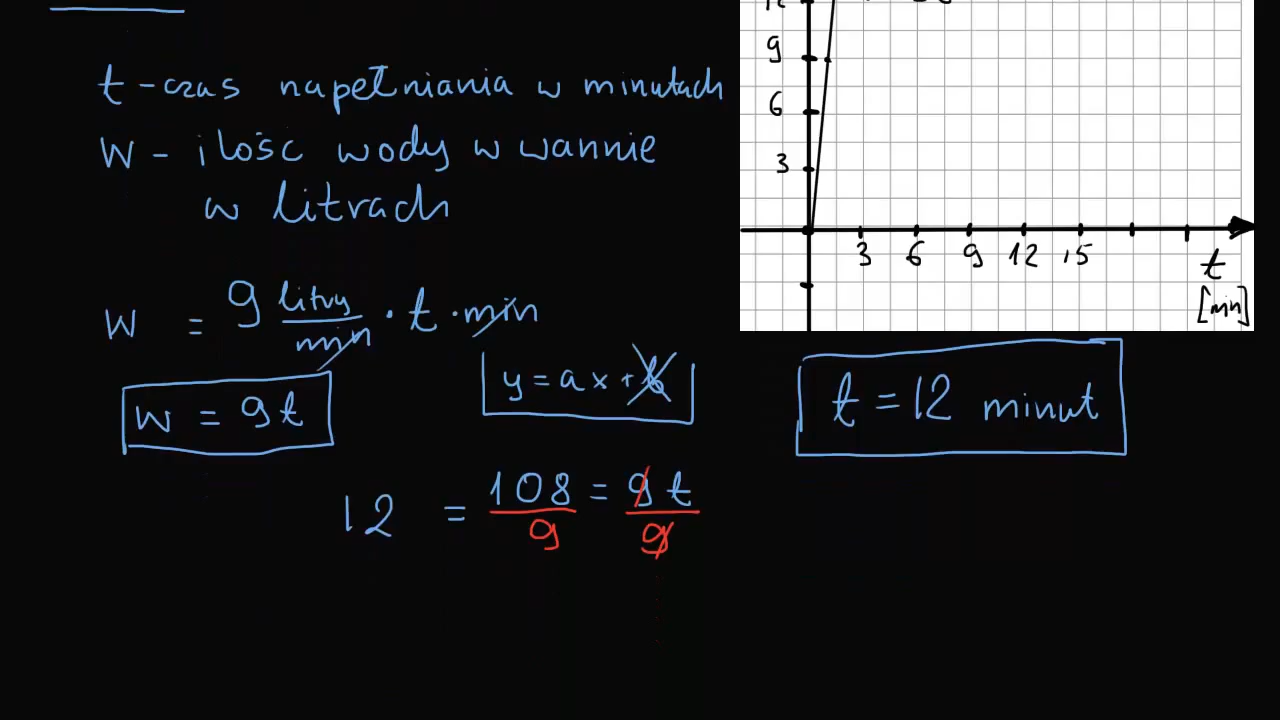 t - czas napełniania w minutach
W - ilość wody w wannie
w litrach
W = 9 litry/min · t · min
W = 9t
y = ax + b
t = 12 minut
12 = 108/9 = 9t/9
9
6
3
3 6 9 12 15
t
[min]